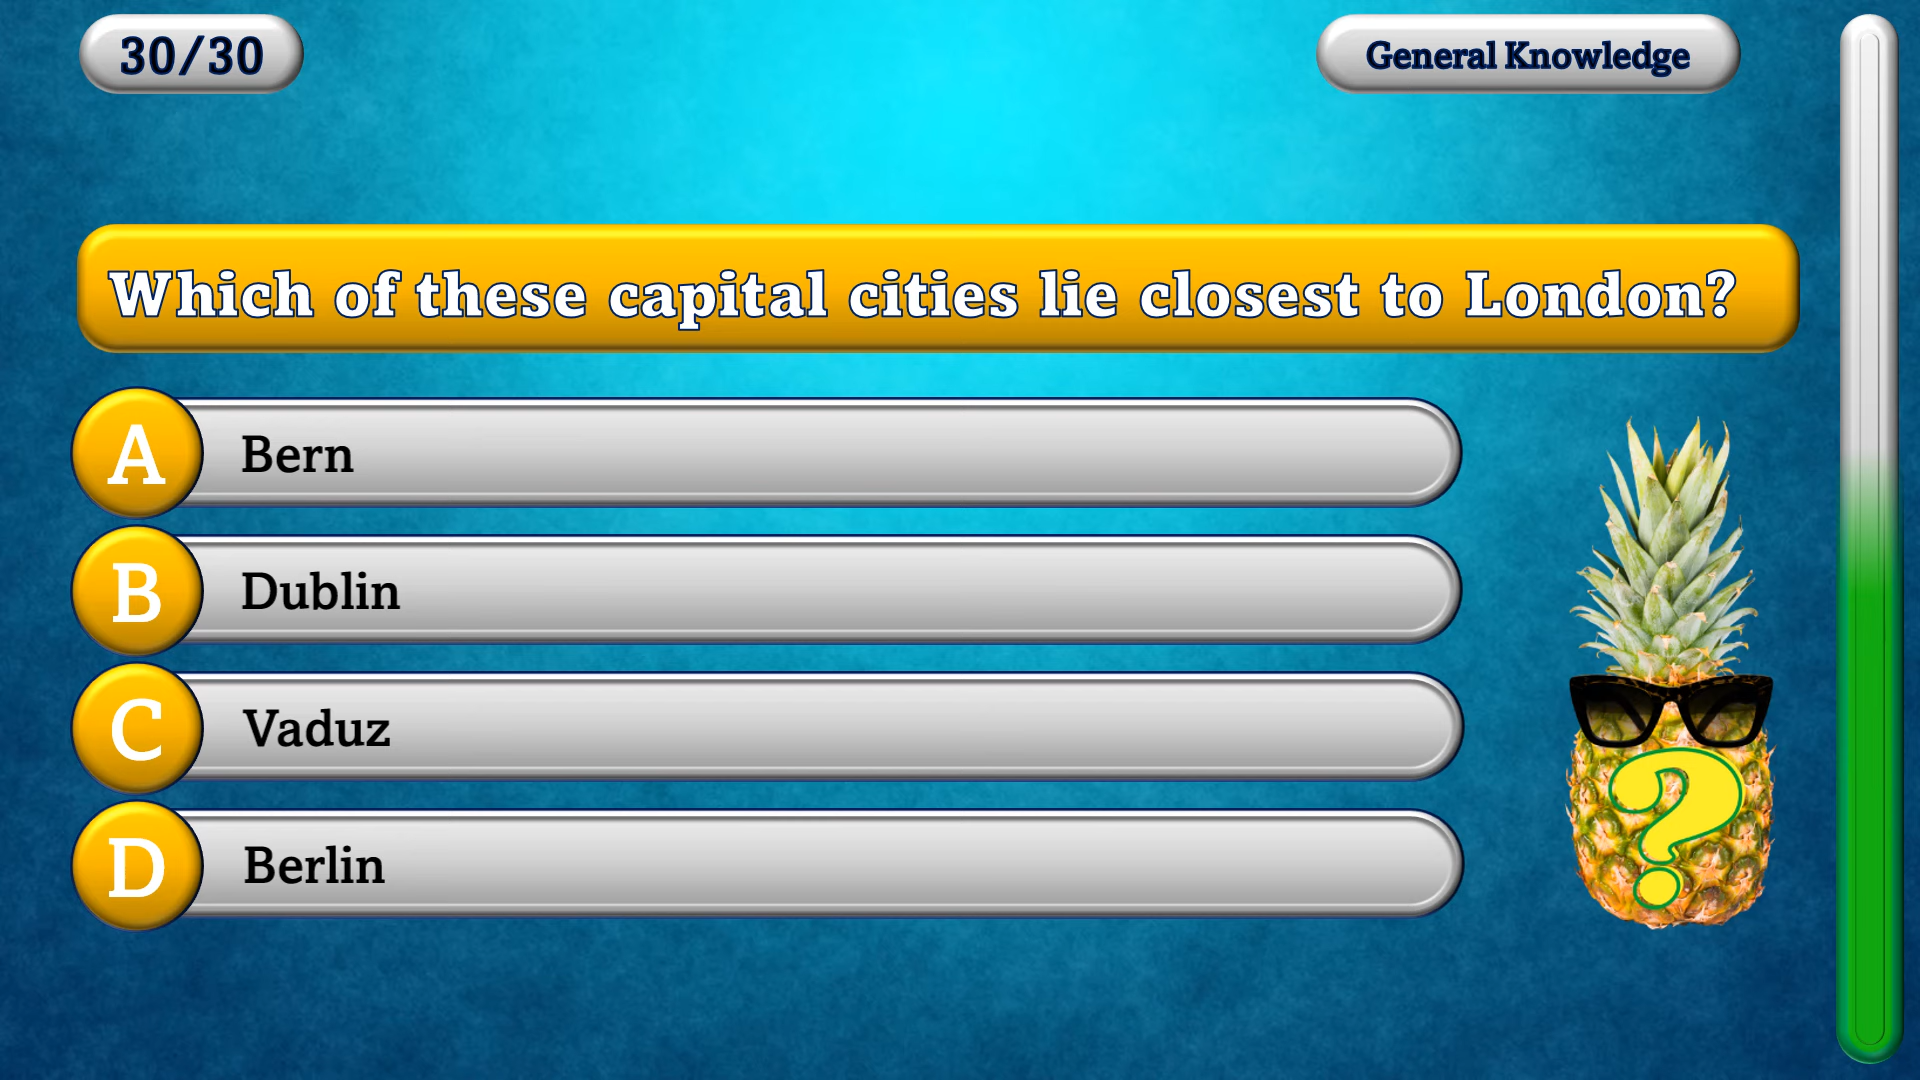 30/30
General Knowledge
Which of these capital cities lie closest to London?
A Bern
B Dublin
C Vaduz
D Berlin
?